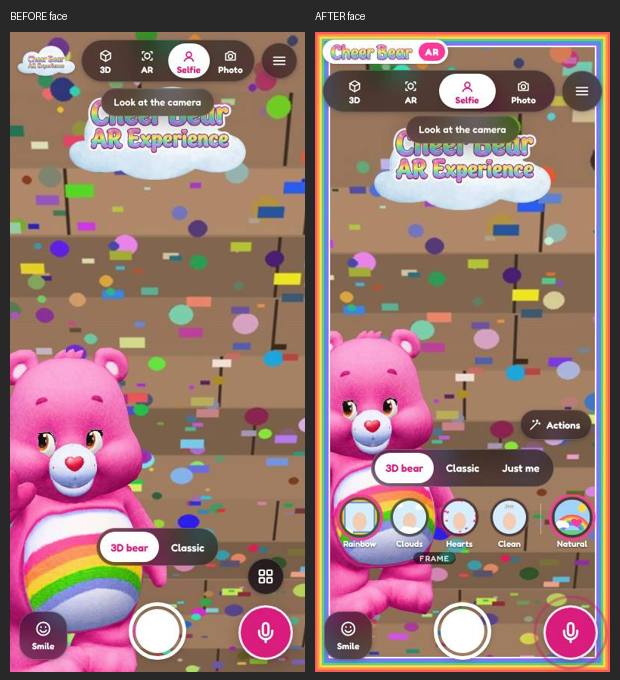 BEFORE face
AFTER face
Cheer Bear
AR Experience
3D
AR
Selfie
Photo
Look at the camera
Cheer Bear
AR Experience
3D bear
Classic
Smile
Cheer Bear
AR
3D
AR
Selfie
Photo
Look at the camera
Cheer Bear
AR Experience
Actions
3D bear
Classic
Just me
Rainbow
Clouds
Hearts
Clean
Natural
FRAME
Smile